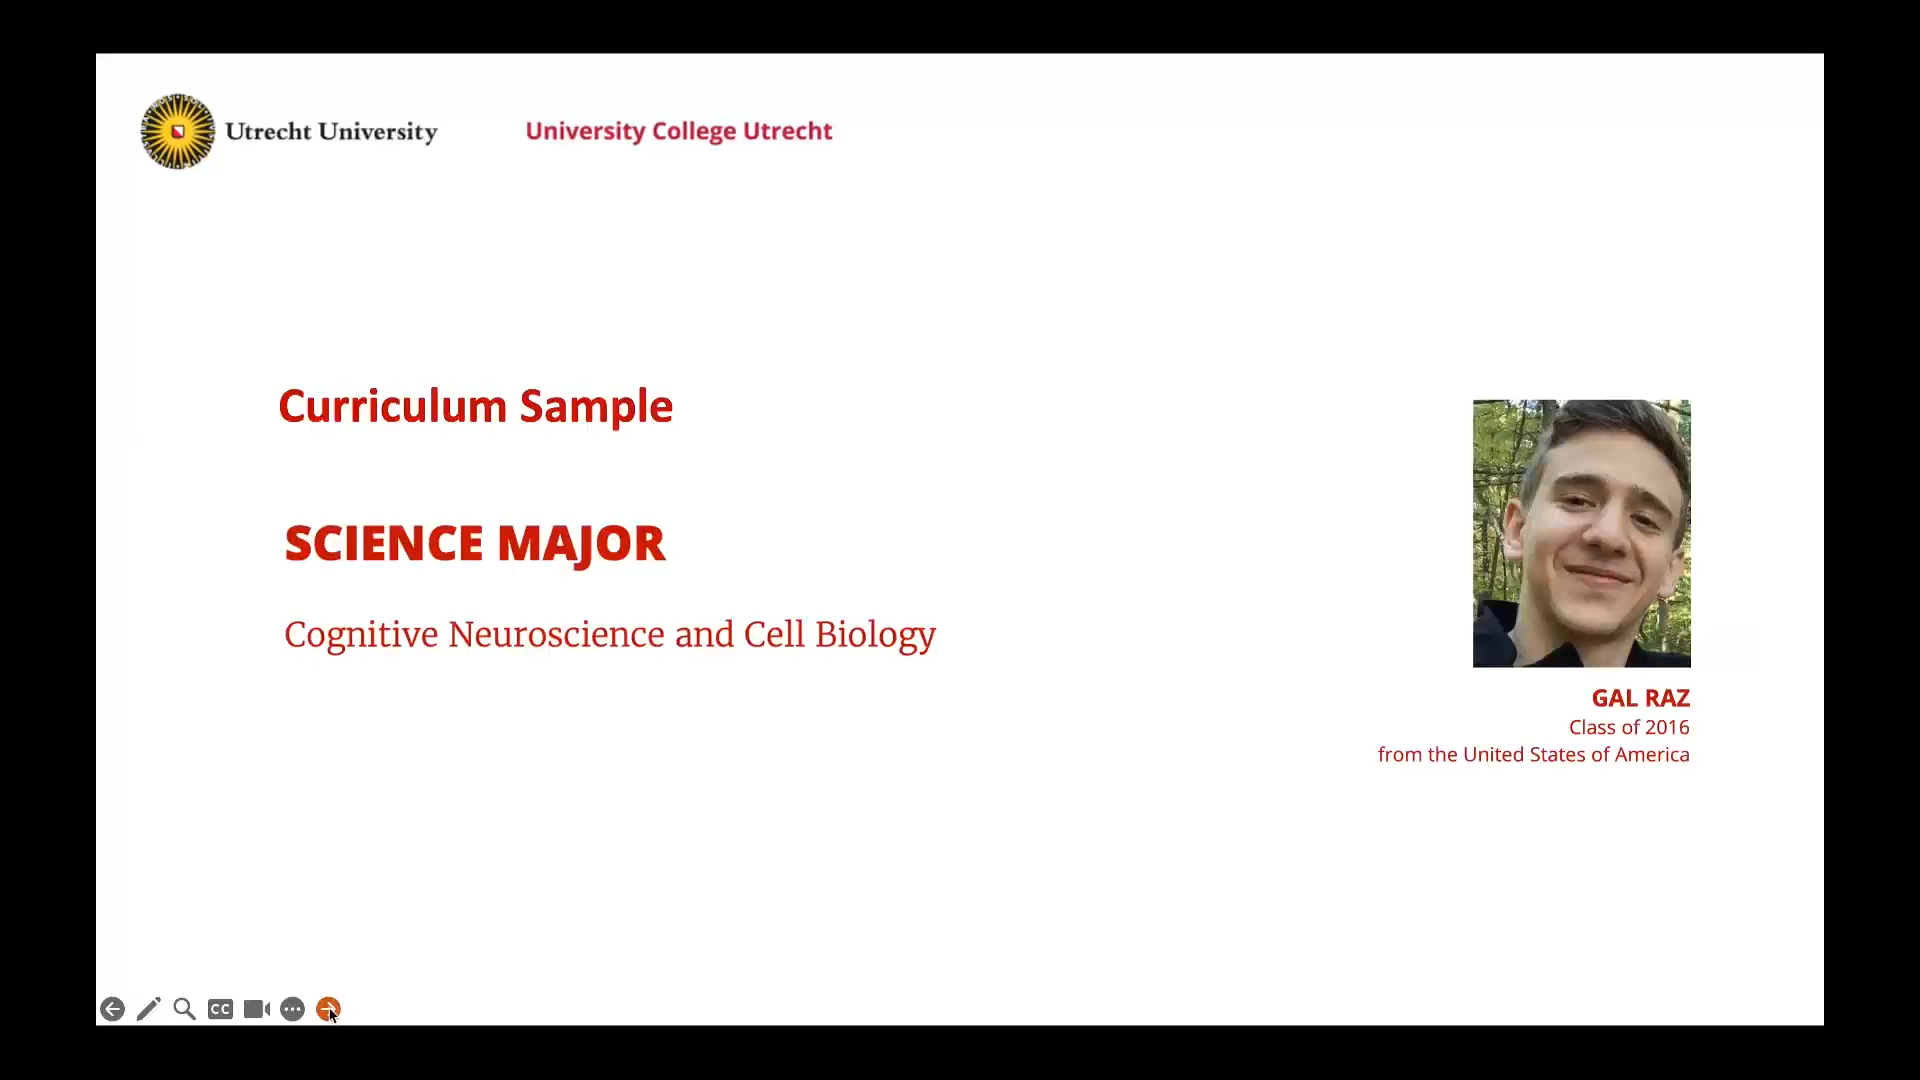 Utrecht University
University College Utrecht
Curriculum Sample
SCIENCE MAJOR
Cognitive Neuroscience and Cell Biology
GAL RAZ
Class of 2016
from the United States of America
CC